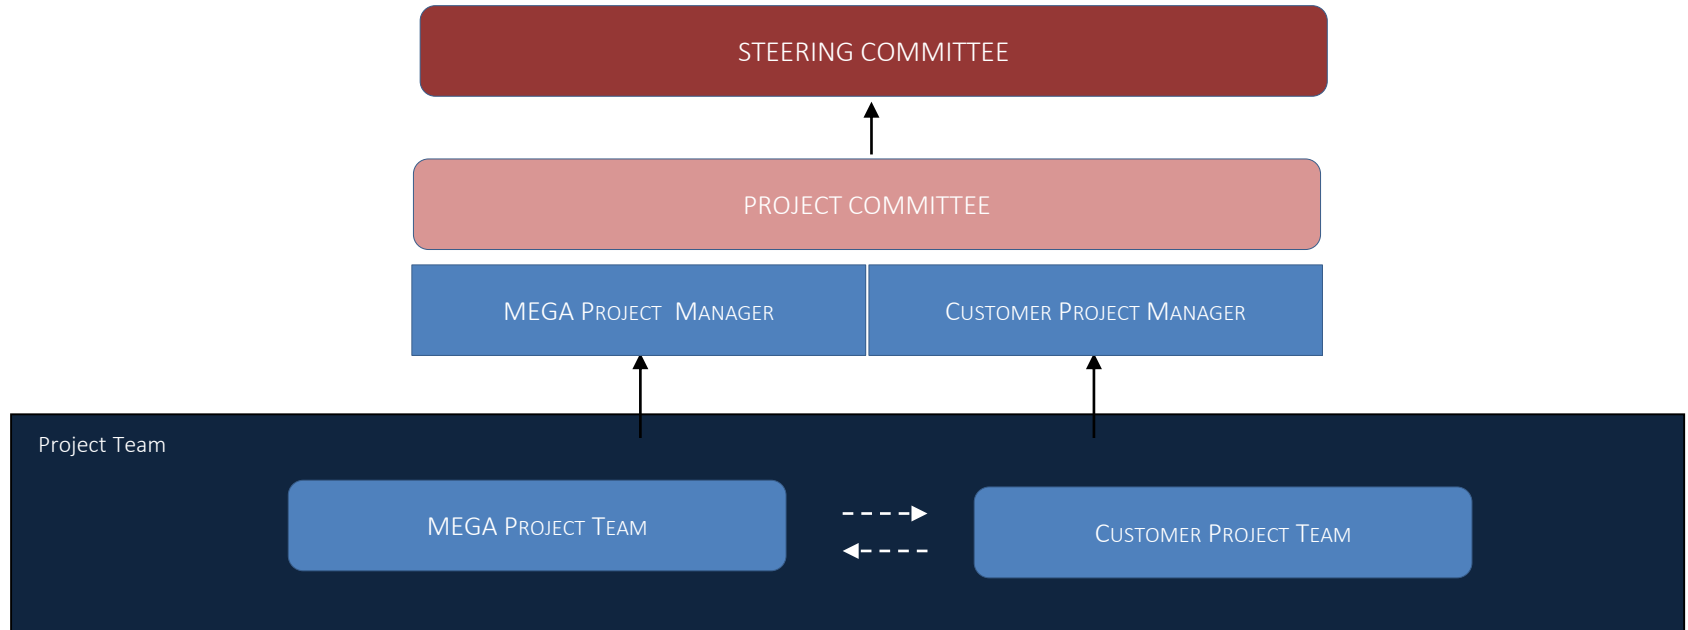 STEERING COMMITTEE
PROJECT COMMITTEE
MEGA PROJECT MANAGER
CUSTOMER PROJECT MANAGER
Project Team
MEGA PROJECT TEAM
CUSTOMER PROJECT TEAM